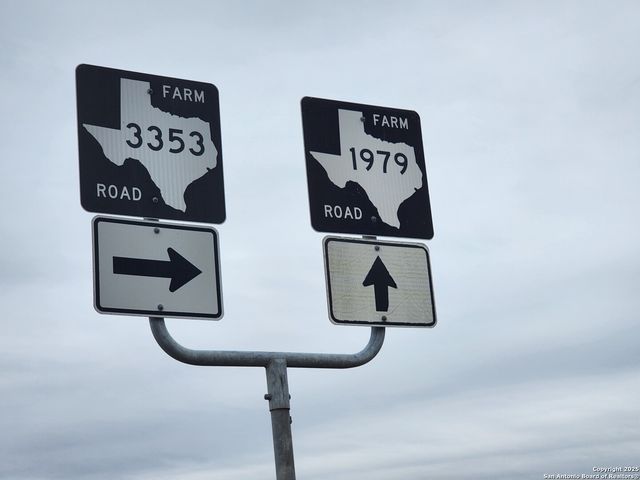 FARM
3353
ROAD
FARM
1979
ROAD
Copyright 2025
San Antonio Board of Realtors®